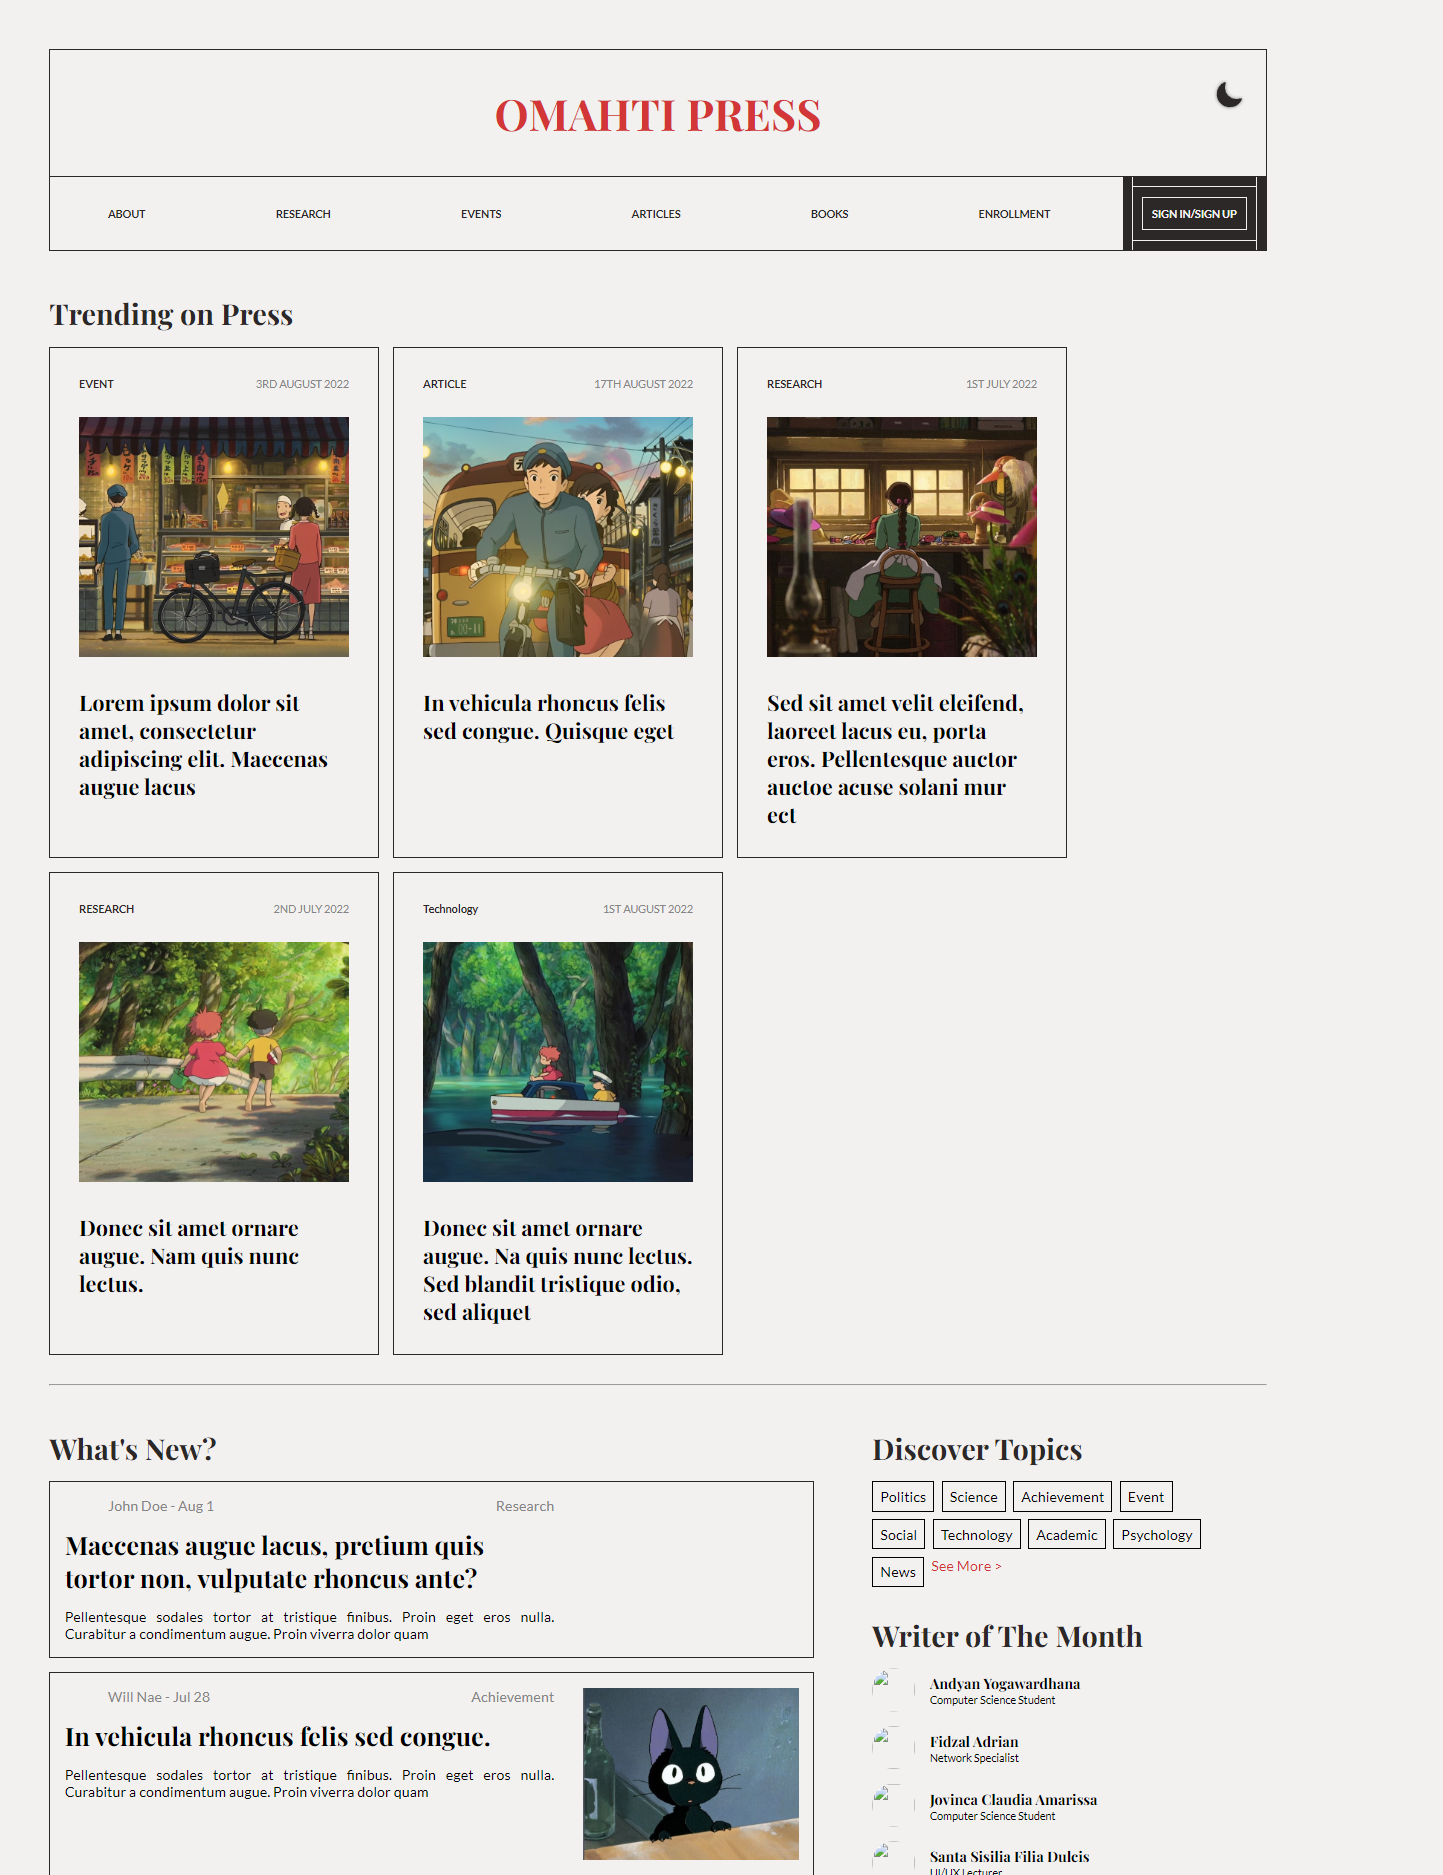 OMAHTI PRESS
ABOUT
RESEARCH
EVENTS
ARTICLES
BOOKS
ENROLLMENT
SIGN IN/SIGN UP
Trending on Press
EVENT
3RD AUGUST 2022
Lorem ipsum dolor sit
amet, consectetur
adipiscing elit. Maecenas
augue lacus
ARTICLE
17TH AUGUST 2022
In vehicula rhoncus felis
sed congue. Quisque eget
RESEARCH
1ST JULY 2022
Sed sit amet velit eleifend,
laoreet lacus eu, porta
eros. Pellentesque auctor
auctoe acuse solani mur
ect
RESEARCH
2ND JULY 2022
Donec sit amet ornare
augue. Nam quis nunc
lectus.
Technology
1ST AUGUST 2022
Donec sit amet ornare
augue. Na quis nunc lectus.
Sed blandit tristique odio,
sed aliquet
What's New?
John Doe - Aug 1
Research
Maecenas augue lacus, pretium quis
tortor non, vulputate rhoncus ante?
Pellentesque sodales tortor at tristique finibus. Proin eget eros nulla.
Curabitur a condimentum augue. Proin viverra dolor quam
Will Nae - Jul 28
Achievement
In vehicula rhoncus felis sed congue.
Pellentesque sodales tortor at tristique finibus. Proin eget eros nulla.
Curabitur a condimentum augue. Proin viverra dolor quam
Discover Topics
Politics
Science
Achievement
Event
Social
Technology
Academic
Psychology
News
See More >
Writer of The Month
Andyan Yogawardhana
Computer Science Student
Fidzal Adrian
Network Specialist
Jovinca Claudia Amarissa
Computer Science Student
Santa Sisilia Filia Dulcis
UI/UX Lecturer